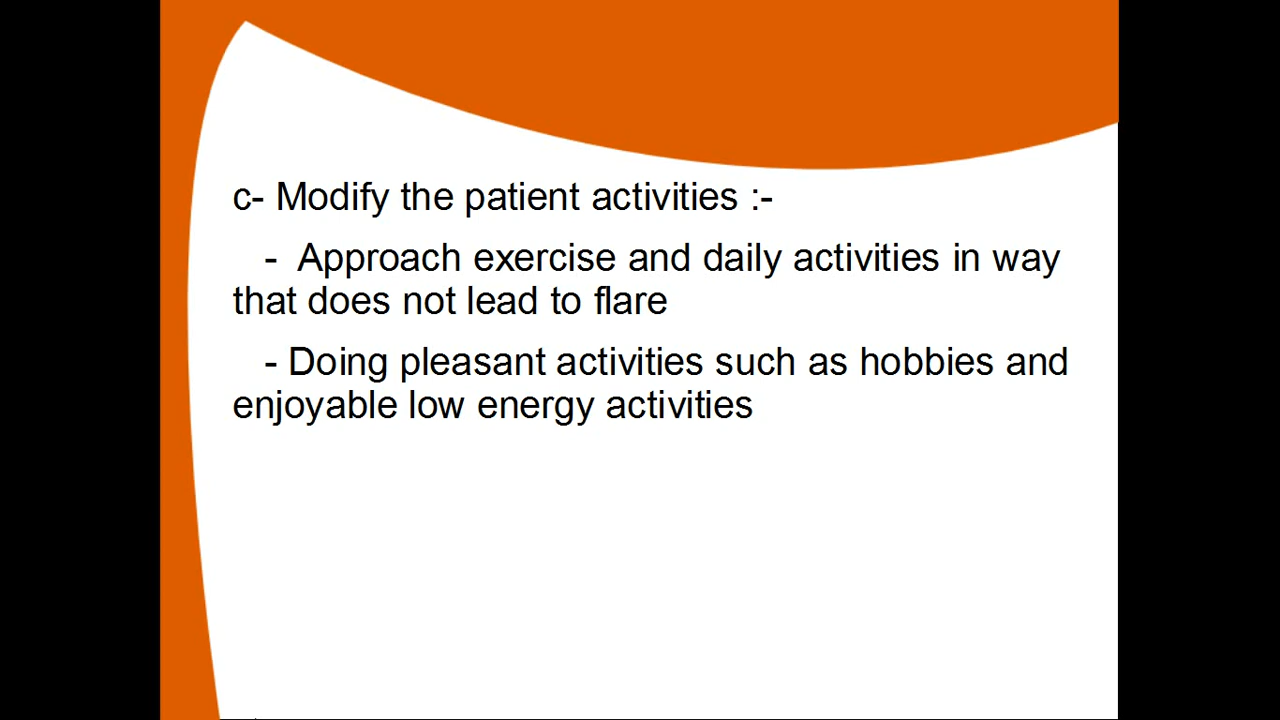 c- Modify the patient activities :-
- Approach exercise and daily activities in way
that does not lead to flare
- Doing pleasant activities such as hobbies and
enjoyable low energy activities